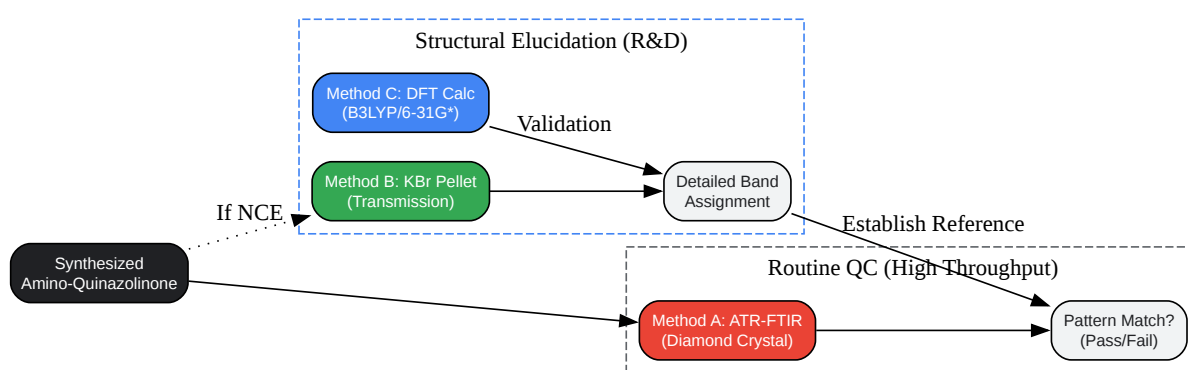 Structural Elucidation (R&D)
Method C: DFT Calc
(B3LYP/6-31G*)
Validation
Method B: KBr Pellet
(Transmission)
Detailed Band
Assignment
If NCE
Establish Reference
Synthesized
Amino-Quinazolinone
Routine QC (High Throughput)
Method A: ATR-FTIR
(Diamond Crystal)
Pattern Match?
(Pass/Fail)